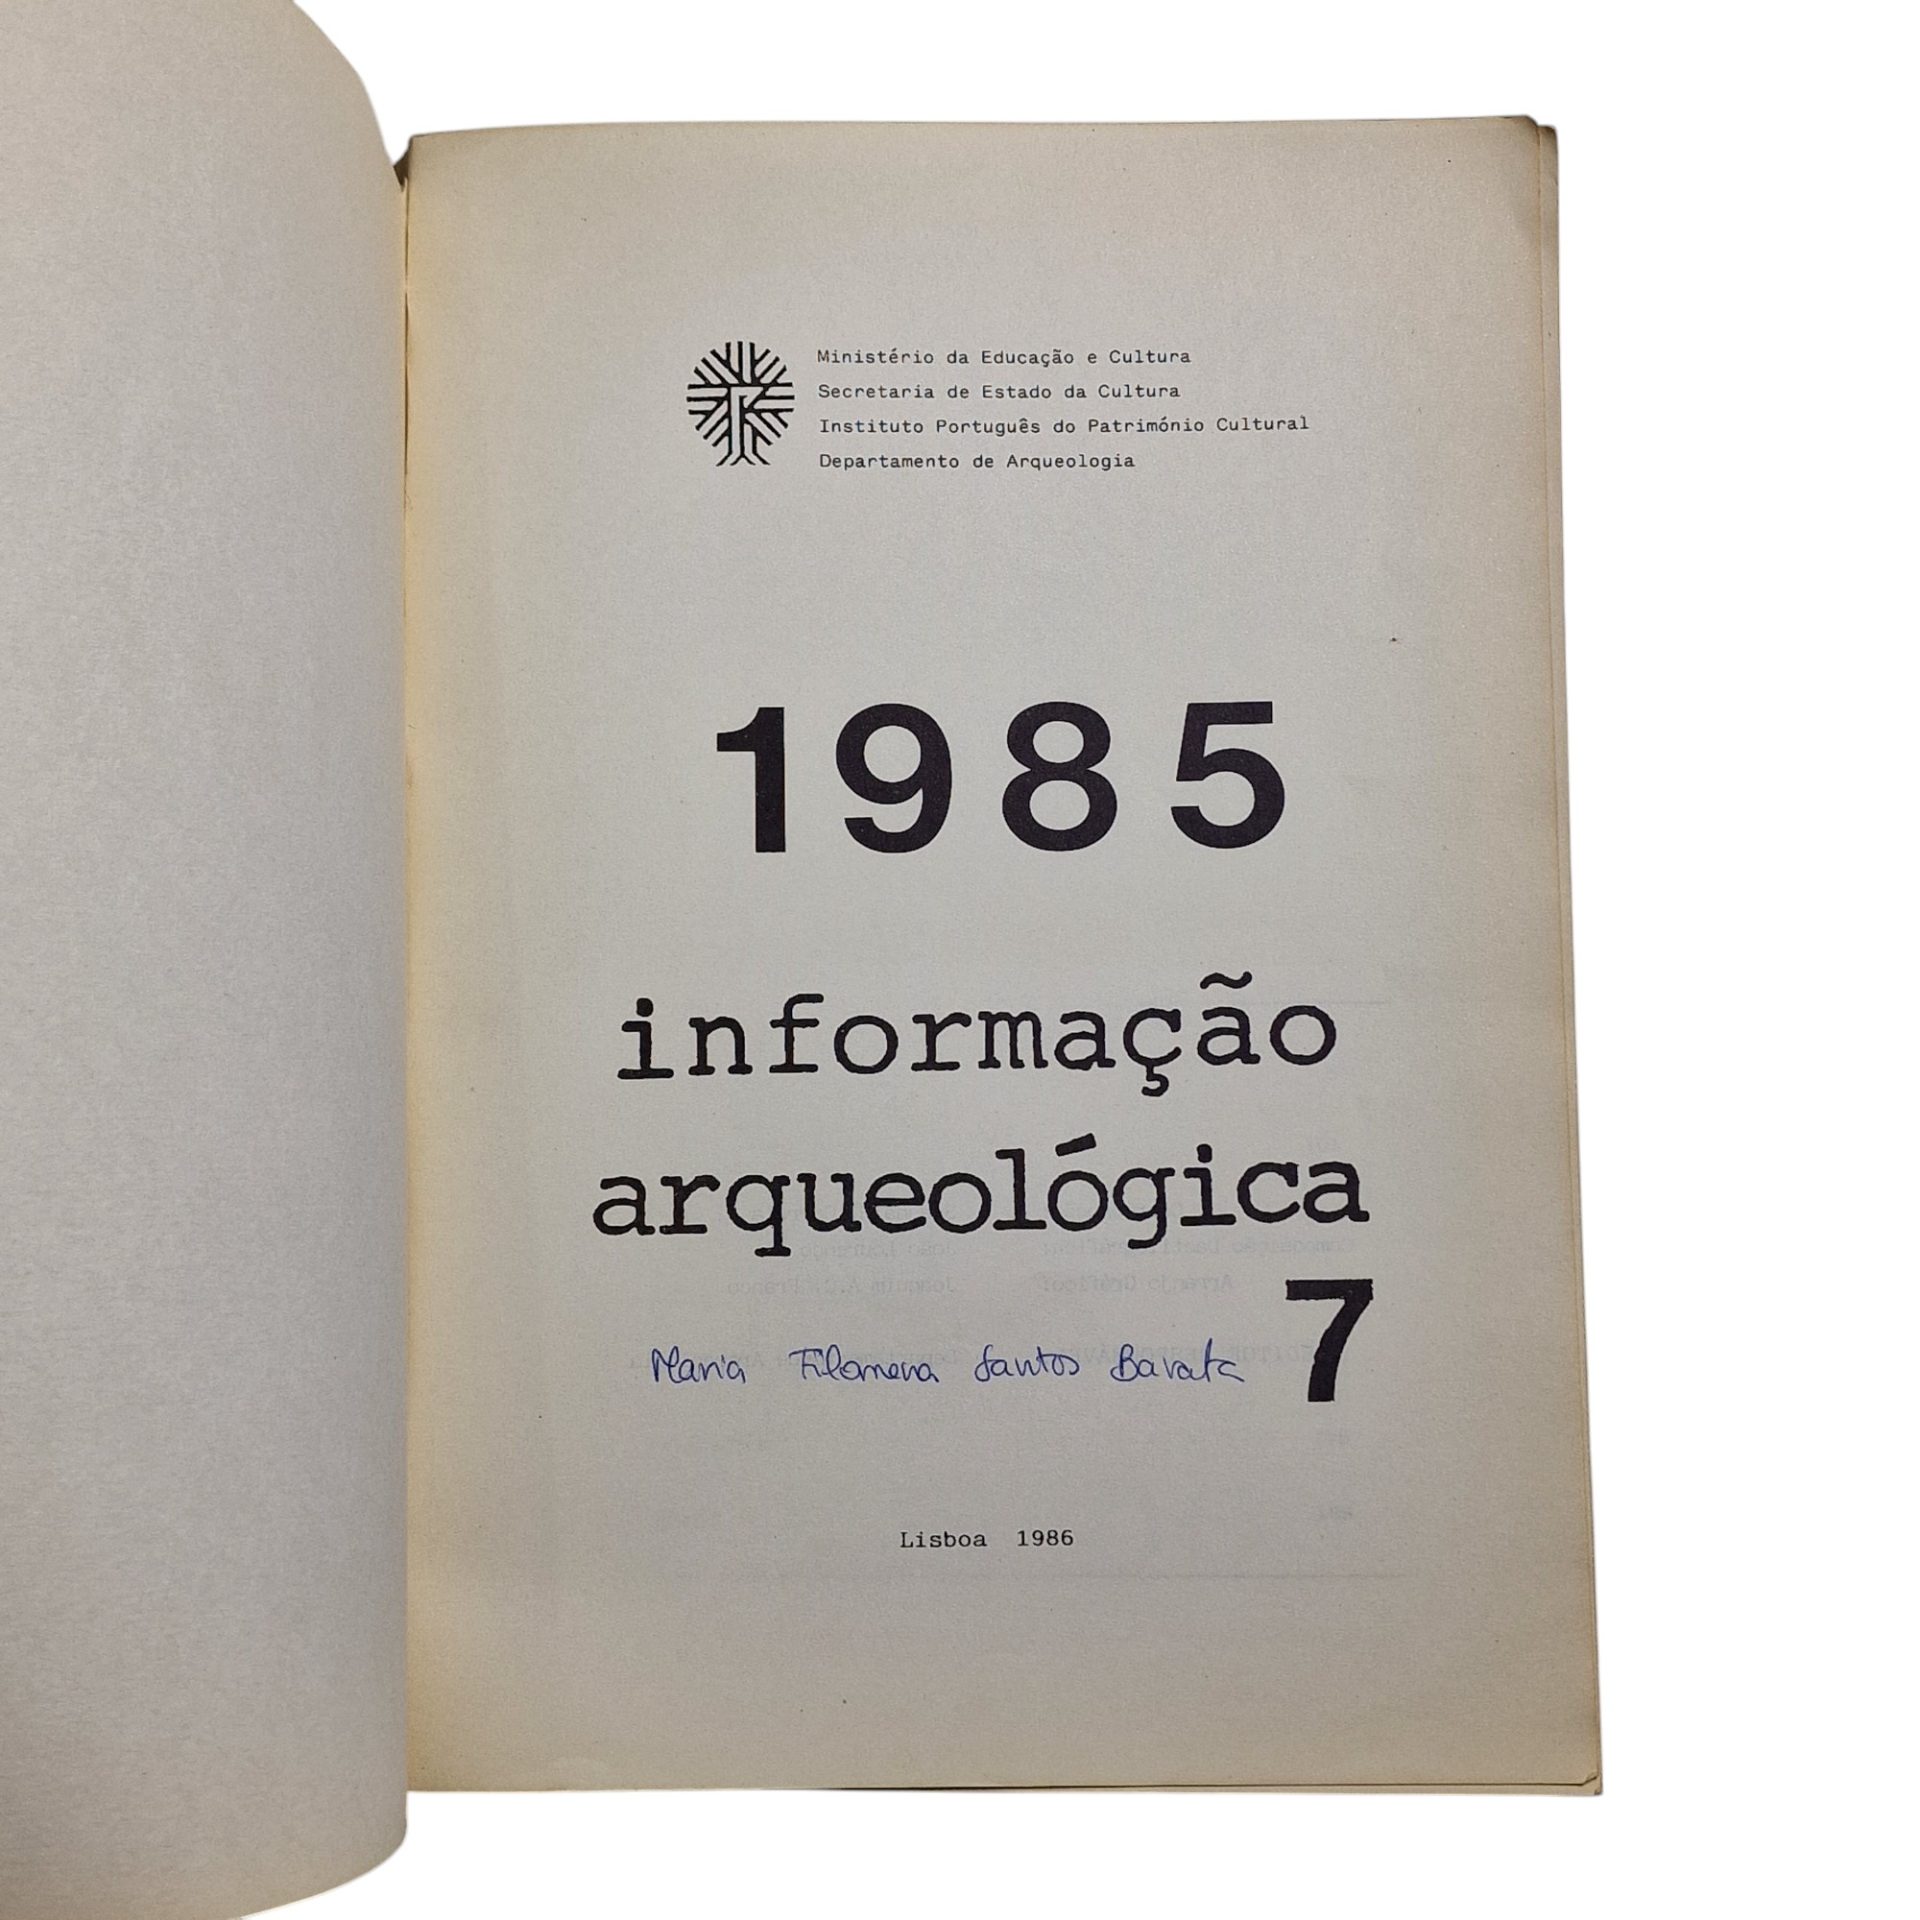 Ministério da Educação e Cultura
Secretaria de Estado da Cultura
Instituto Português do Património Cultural
Departamento de Arqueologia
1985
informação
arqueológica
7
Maria Filomena Santos Barata
Lisboa 1986